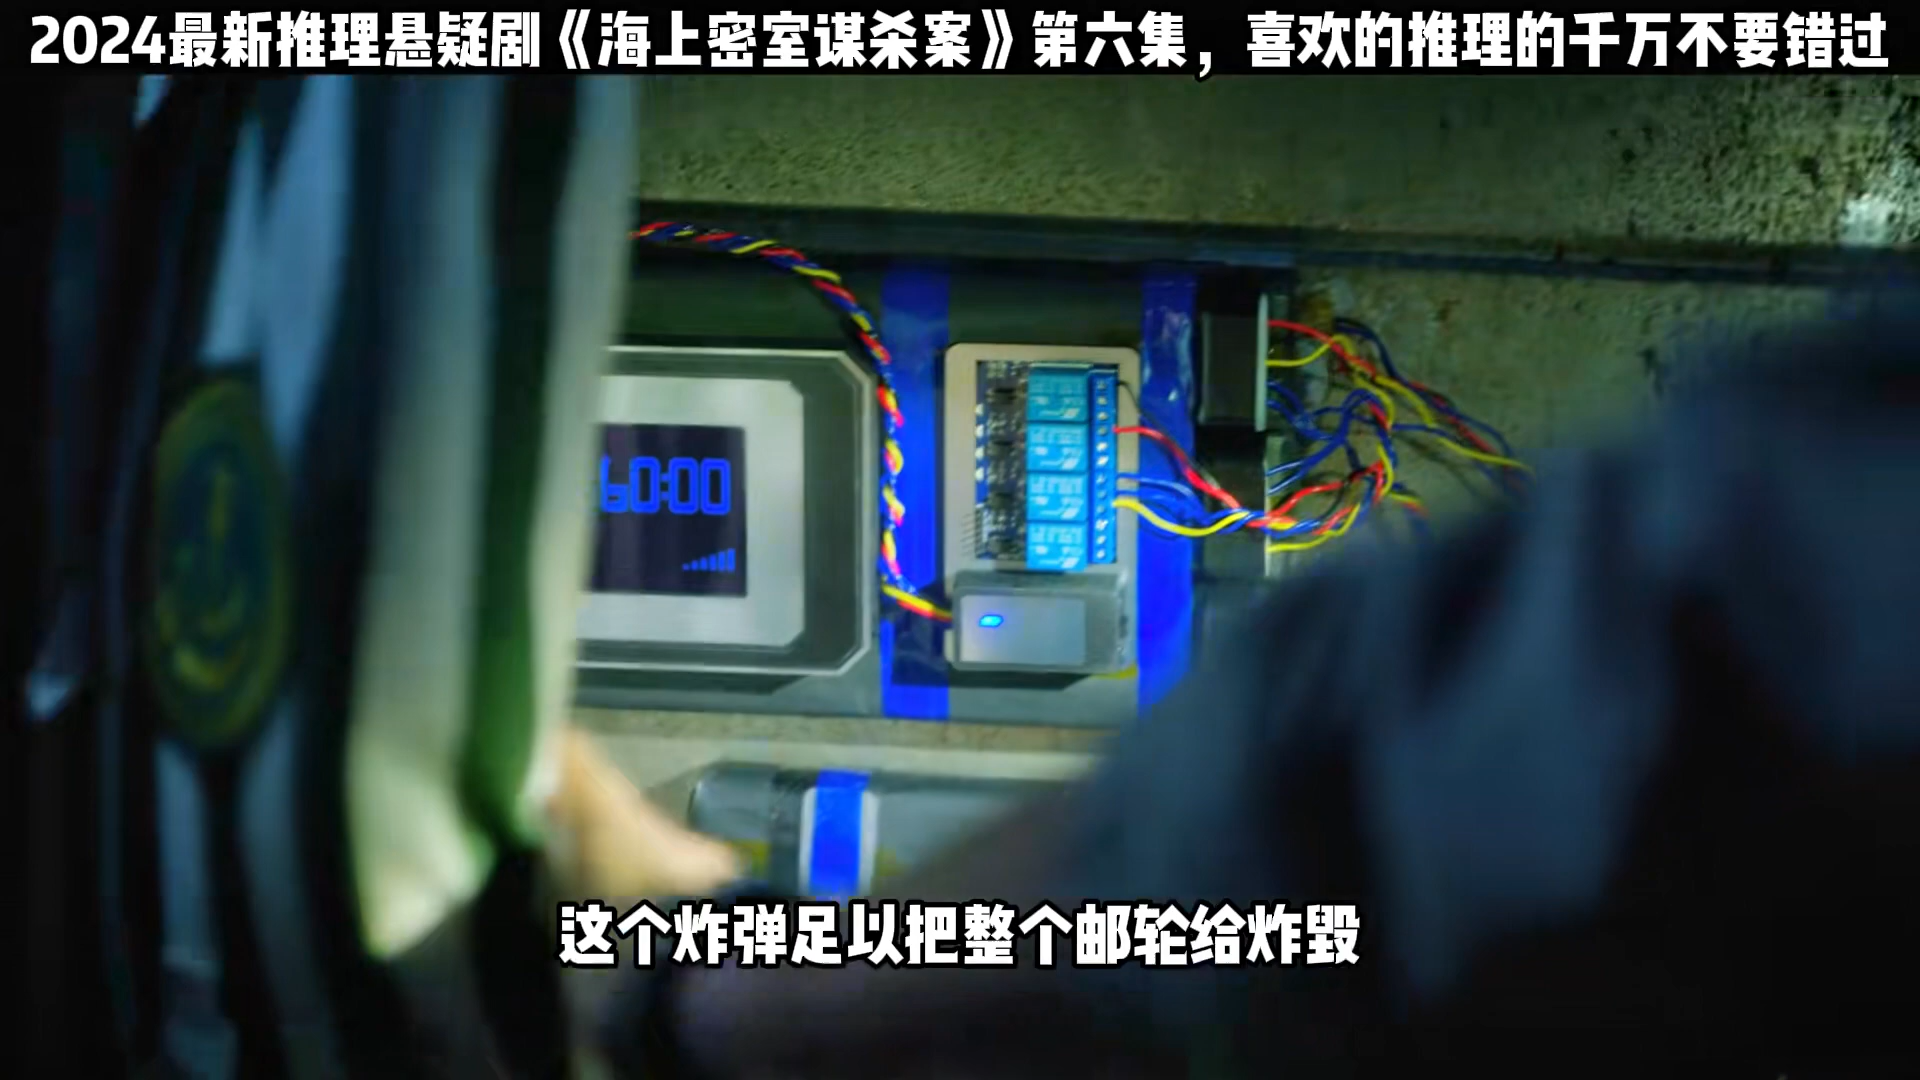 2024最新推理悬疑剧《海上密室谋杀案》第六集，喜欢的推理的千万不要错过
60:00
这个炸弹足以把整个邮轮给炸毁